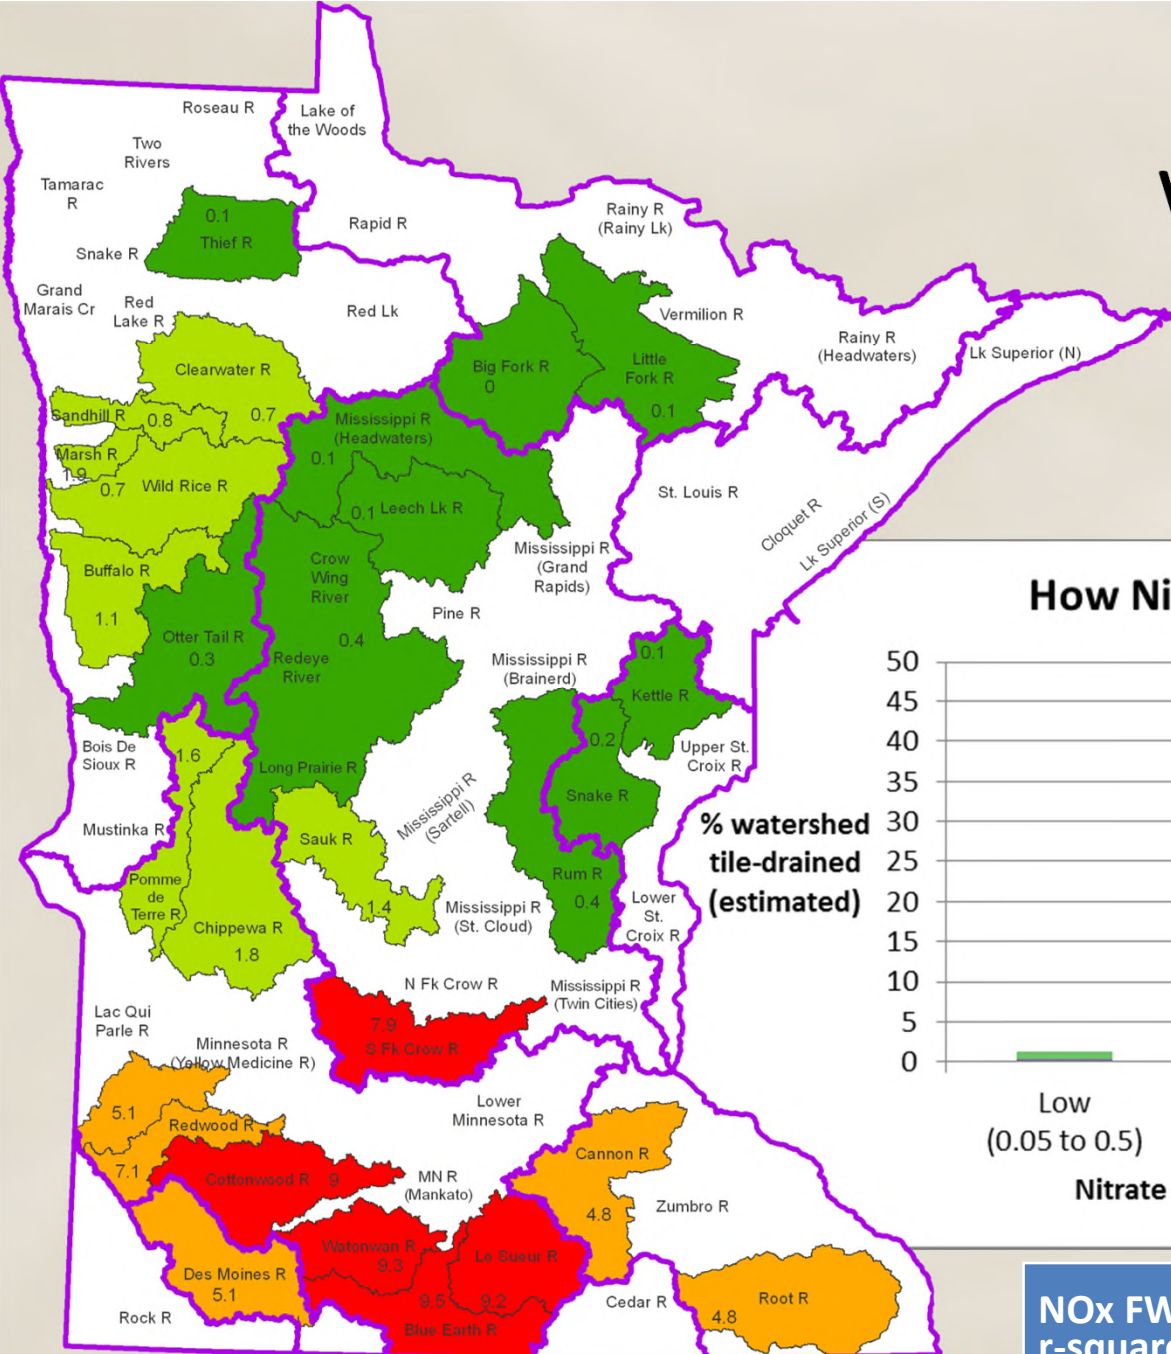 Roseau R
Lake of
the Woods
Two
Rivers
Tamarac
R
0.1
Thief R
Rapid R
Rainy R
(Rainy Lk)
Snake R
Grand
Marais Cr
Red
Lake R
Red Lk
Vermilion R
Rainy R
(Headwaters)
Lk Superior (N)
Clearwater R
0.7
Big Fork R
0
Little
Fork R
0.1
Sandhill R
0.8
Mississippi R
(Headwaters)
0.1
Marsh R
1.9
0.7
Wild Rice R
0.1
Leech Lk R
St. Louis R
Cloquet R
Lk Superior (S)
Mississippi R
(Grand
Rapids)
Buffalo R
1.1
Crow
Wing
River
0.4
Pine R
Otter Tail R
0.3
Redeye
River
Mississippi R
(Brainerd)
0.1
Kettle R
Bois De
Sioux R
1.6
0.2
Upper St.
Croix R
Long Prairie R
Snake R
Mustinka R
Sauk R
1.4
Mississippi R
(Sartell)
Pomme
de
Terre R
Chippewa R
1.8
Mississippi R
(St. Cloud)
Rum R
0.4
Lower
St.
Croix R
N Fk Crow R
Mississippi R
(Twin Cities)
7.9
S Fk Crow R
Lac Qui
Parle R
Minnesota R
(Yellow Medicine R)
5.1
Redwood R
7.1
Lower
Minnesota R
Cottonwood R
9
MN R
(Mankato)
Cannon R
4.8
Zumbro R
Watonwan R
9.3
Le Sueur R
9.2
9.5
Blue Earth R
Des Moines R
5.1
Rock R
Cedar R
Root R
4.8
How Ni
% watershed
tile-drained
(estimated)
50
45
40
35
30
25
20
15
10
5
0
Low
(0.05 to 0.5)
Nitrate
NOx FW
r-square